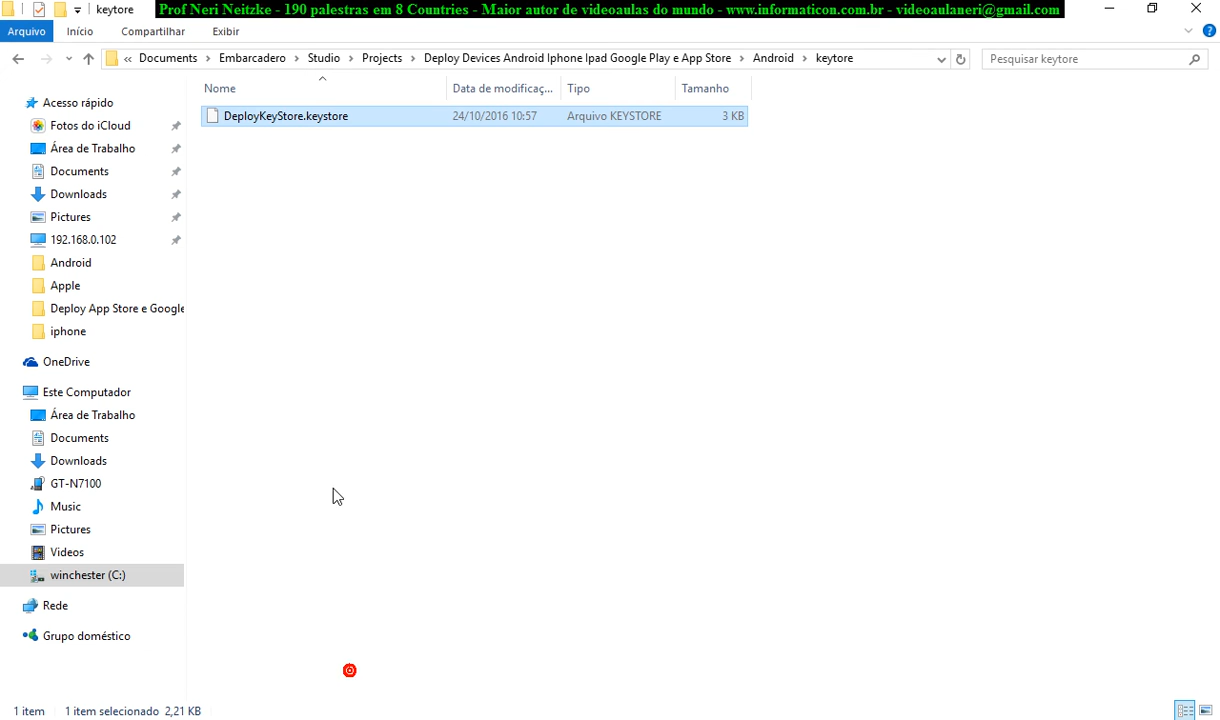 keytore
Prof Neri Neitzke - 190 palestras em 8 Countries - Maior autor de videoaulas do mundo - www.informaticon.com.br - videoaulaneri@gmail.com
Arquivo Início Compartilhar Exibir
« Documents › Embarcadero › Studio › Projects › Deploy Devices Android Iphone Ipad Google Play e App Store › Android › keytore
Pesquisar keytore
Nome Data de modificaç... Tipo Tamanho
DeployKeyStore.keystore 24/10/2016 10:57 Arquivo KEYSTORE 3 KB
Acesso rápido
Fotos do iCloud
Área de Trabalho
Documents
Downloads
Pictures
192.168.0.102
Android
Apple
Deploy App Store e Google
iphone
OneDrive
Este Computador
Área de Trabalho
Documents
Downloads
GT-N7100
Music
Pictures
Videos
winchester (C:)
Rede
Grupo doméstico
1 item 1 item selecionado 2,21 KB